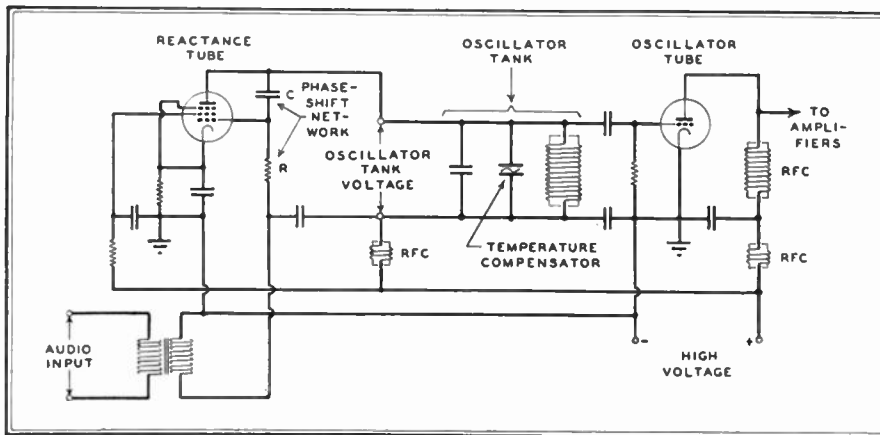 REACTANCE
TUBE
C
PHASE-
SHIFT
NET-
WORK
R
OSCILLATOR
TANK
VOLTAGE
OSCILLATOR
TANK
OSCILLATOR
TUBE
TO
AMPLI-
FIERS
RFC
RFC
TEMPERATURE
COMPENSATOR
RFC
AUDIO
INPUT
-
+
HIGH
VOLTAGE